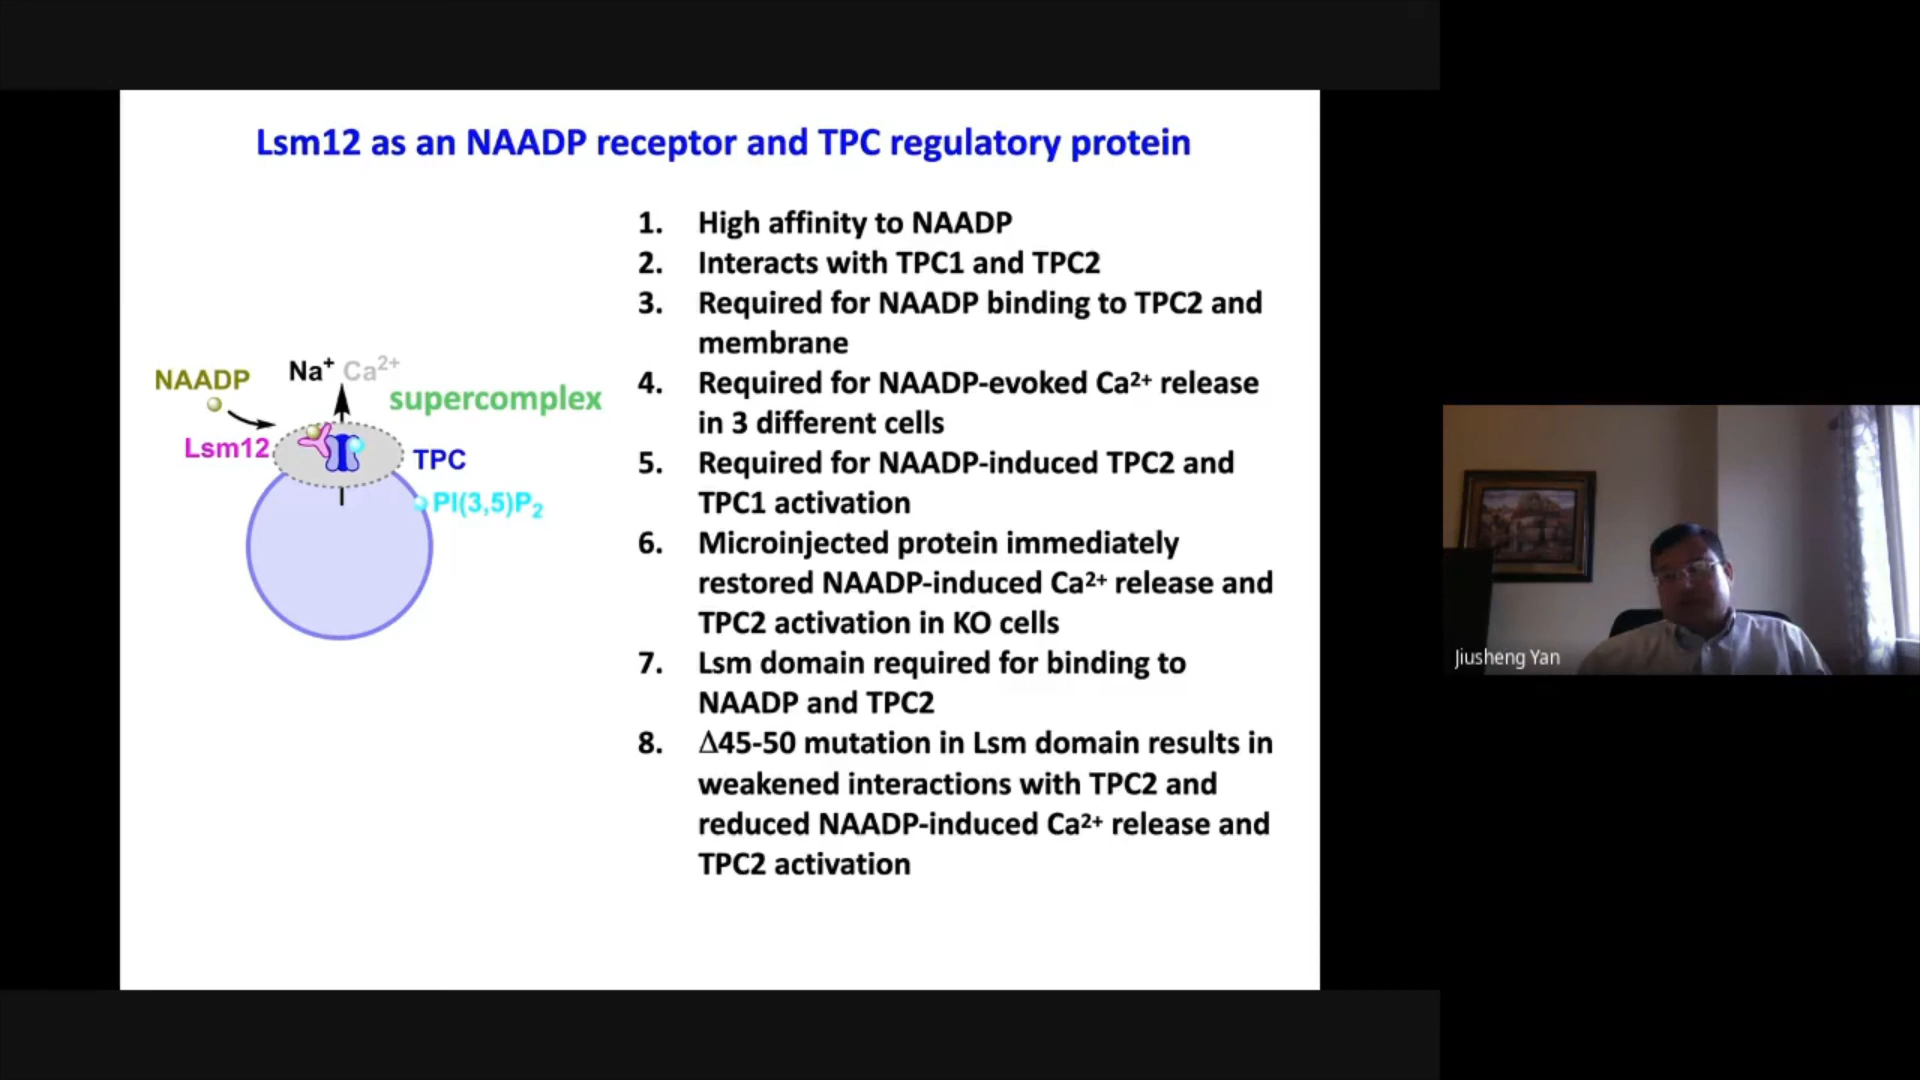 Lsm12 as an NAADP receptor and TPC regulatory protein
NAADP
Na⁺ Ca²⁺
supercomplex
Lsm12
TPC
PI(3,5)P₂
1. High affinity to NAADP
2. Interacts with TPC1 and TPC2
3. Required for NAADP binding to TPC2 and
membrane
4. Required for NAADP-evoked Ca²⁺ release
in 3 different cells
5. Required for NAADP-induced TPC2 and
TPC1 activation
6. Microinjected protein immediately
restored NAADP-induced Ca²⁺ release and
TPC2 activation in KO cells
7. Lsm domain required for binding to
NAADP and TPC2
8. Δ45-50 mutation in Lsm domain results in
weakened interactions with TPC2 and
reduced NAADP-induced Ca²⁺ release and
TPC2 activation
Jiusheng Yan